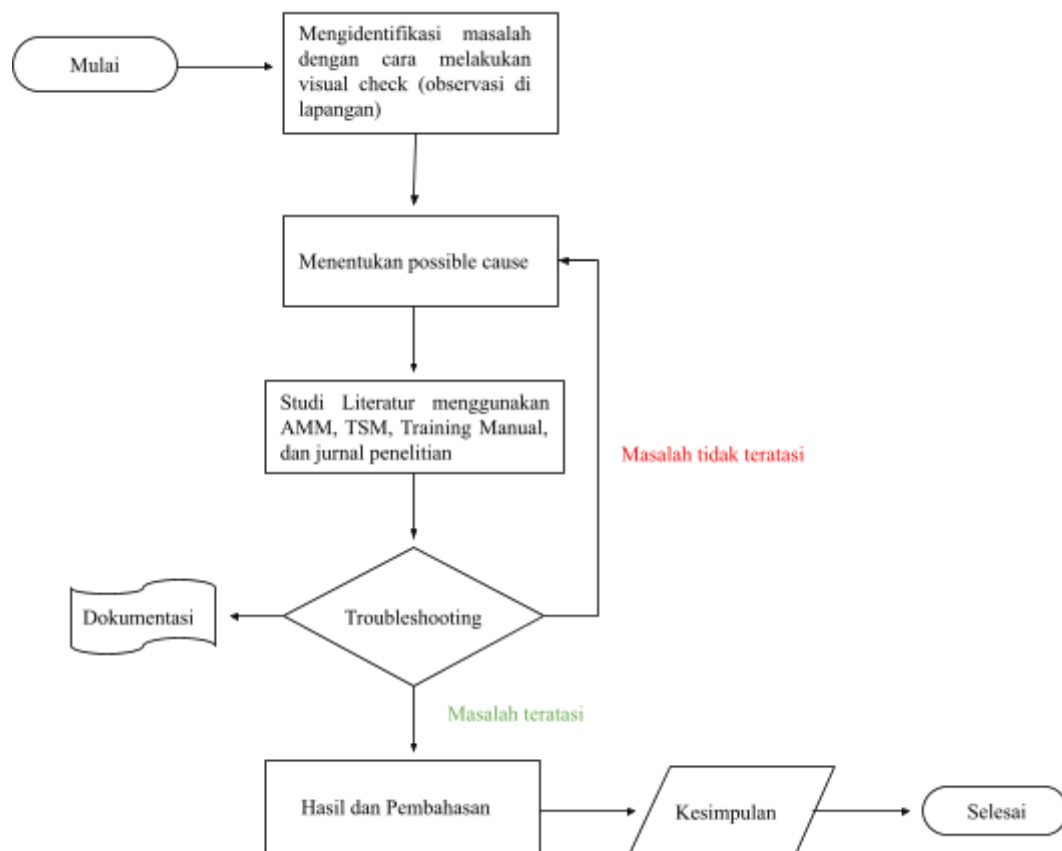 Mulai
Mengidentifikasi masalah
dengan cara melakukan
visual check (observasi di
lapangan)
Menentukan possible cause
Studi Literatur menggunakan
AMM, TSM, Training Manual,
dan jurnal penelitian
Masalah tidak teratasi
Dokumentasi
Troubleshooting
Masalah teratasi
Hasil dan Pembahasan
Kesimpulan
Selesai